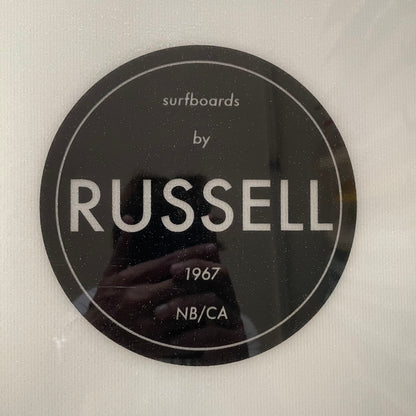 surfboards
by
RUSSELL
1967
NB/CA